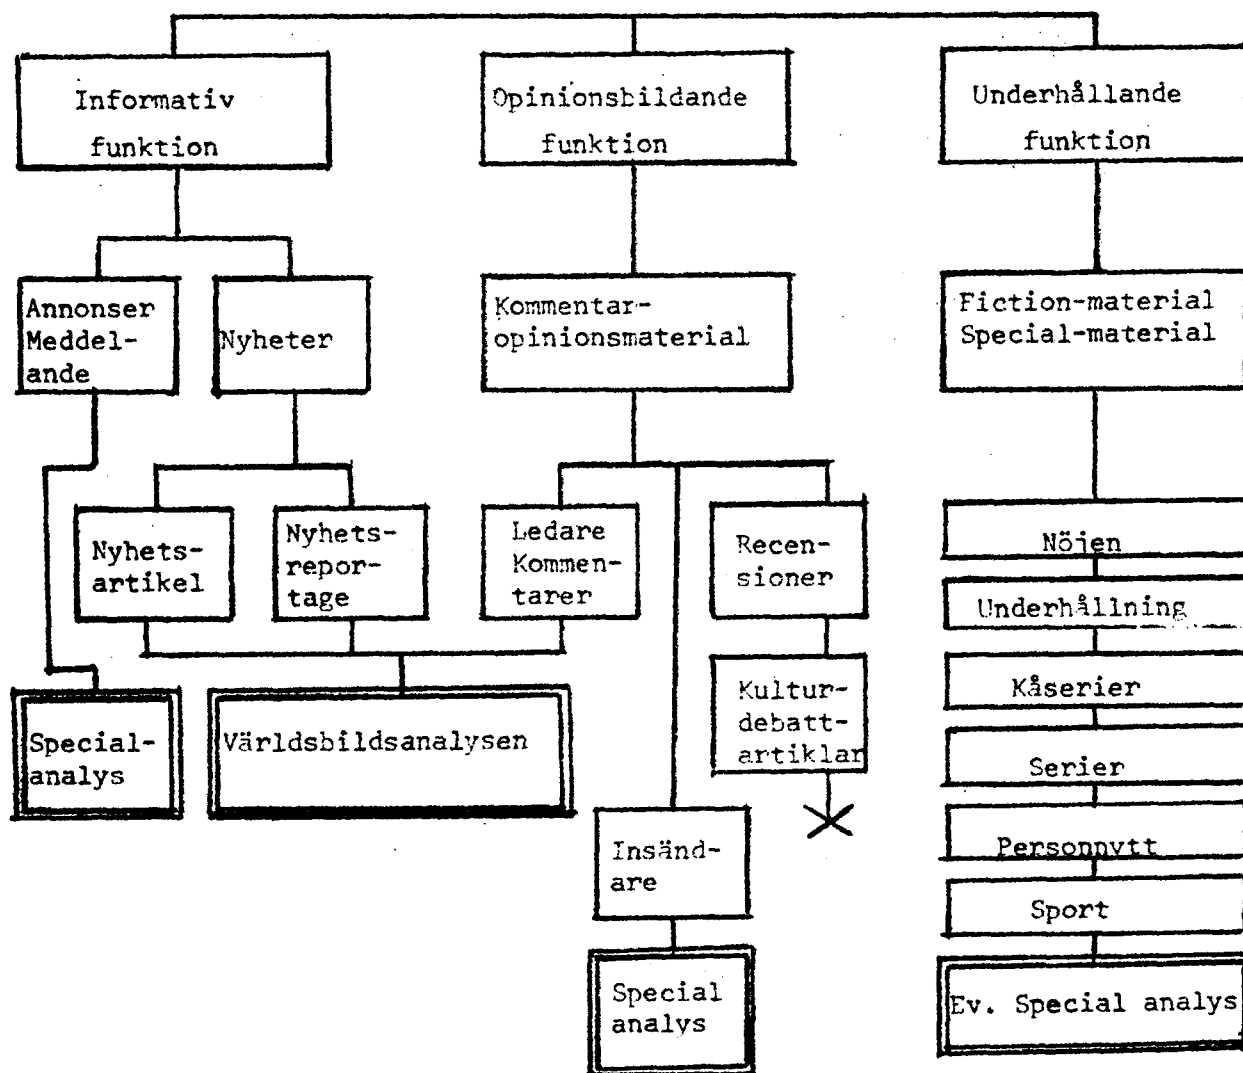 Informativ
funktion
Opinionsbildande
funktion
Underhållande
funktion
Annonser
Meddel-
ande
Nyheter
Kommentar-
opinionsmaterial
Fiction-material
Special-material
Nyhets-
artikel
Nyhets-
repor-
tage
Ledare
Kommen-
tarer
Recen-
sioner
Nöjen
Underhållning
Kåserier
Serier
Personnytt
Sport
Ev. Special analys
Kultur-
debatt-
artiklar
Special-
analys
Världsbildsanalysen
Insänd-
are
Special
analys